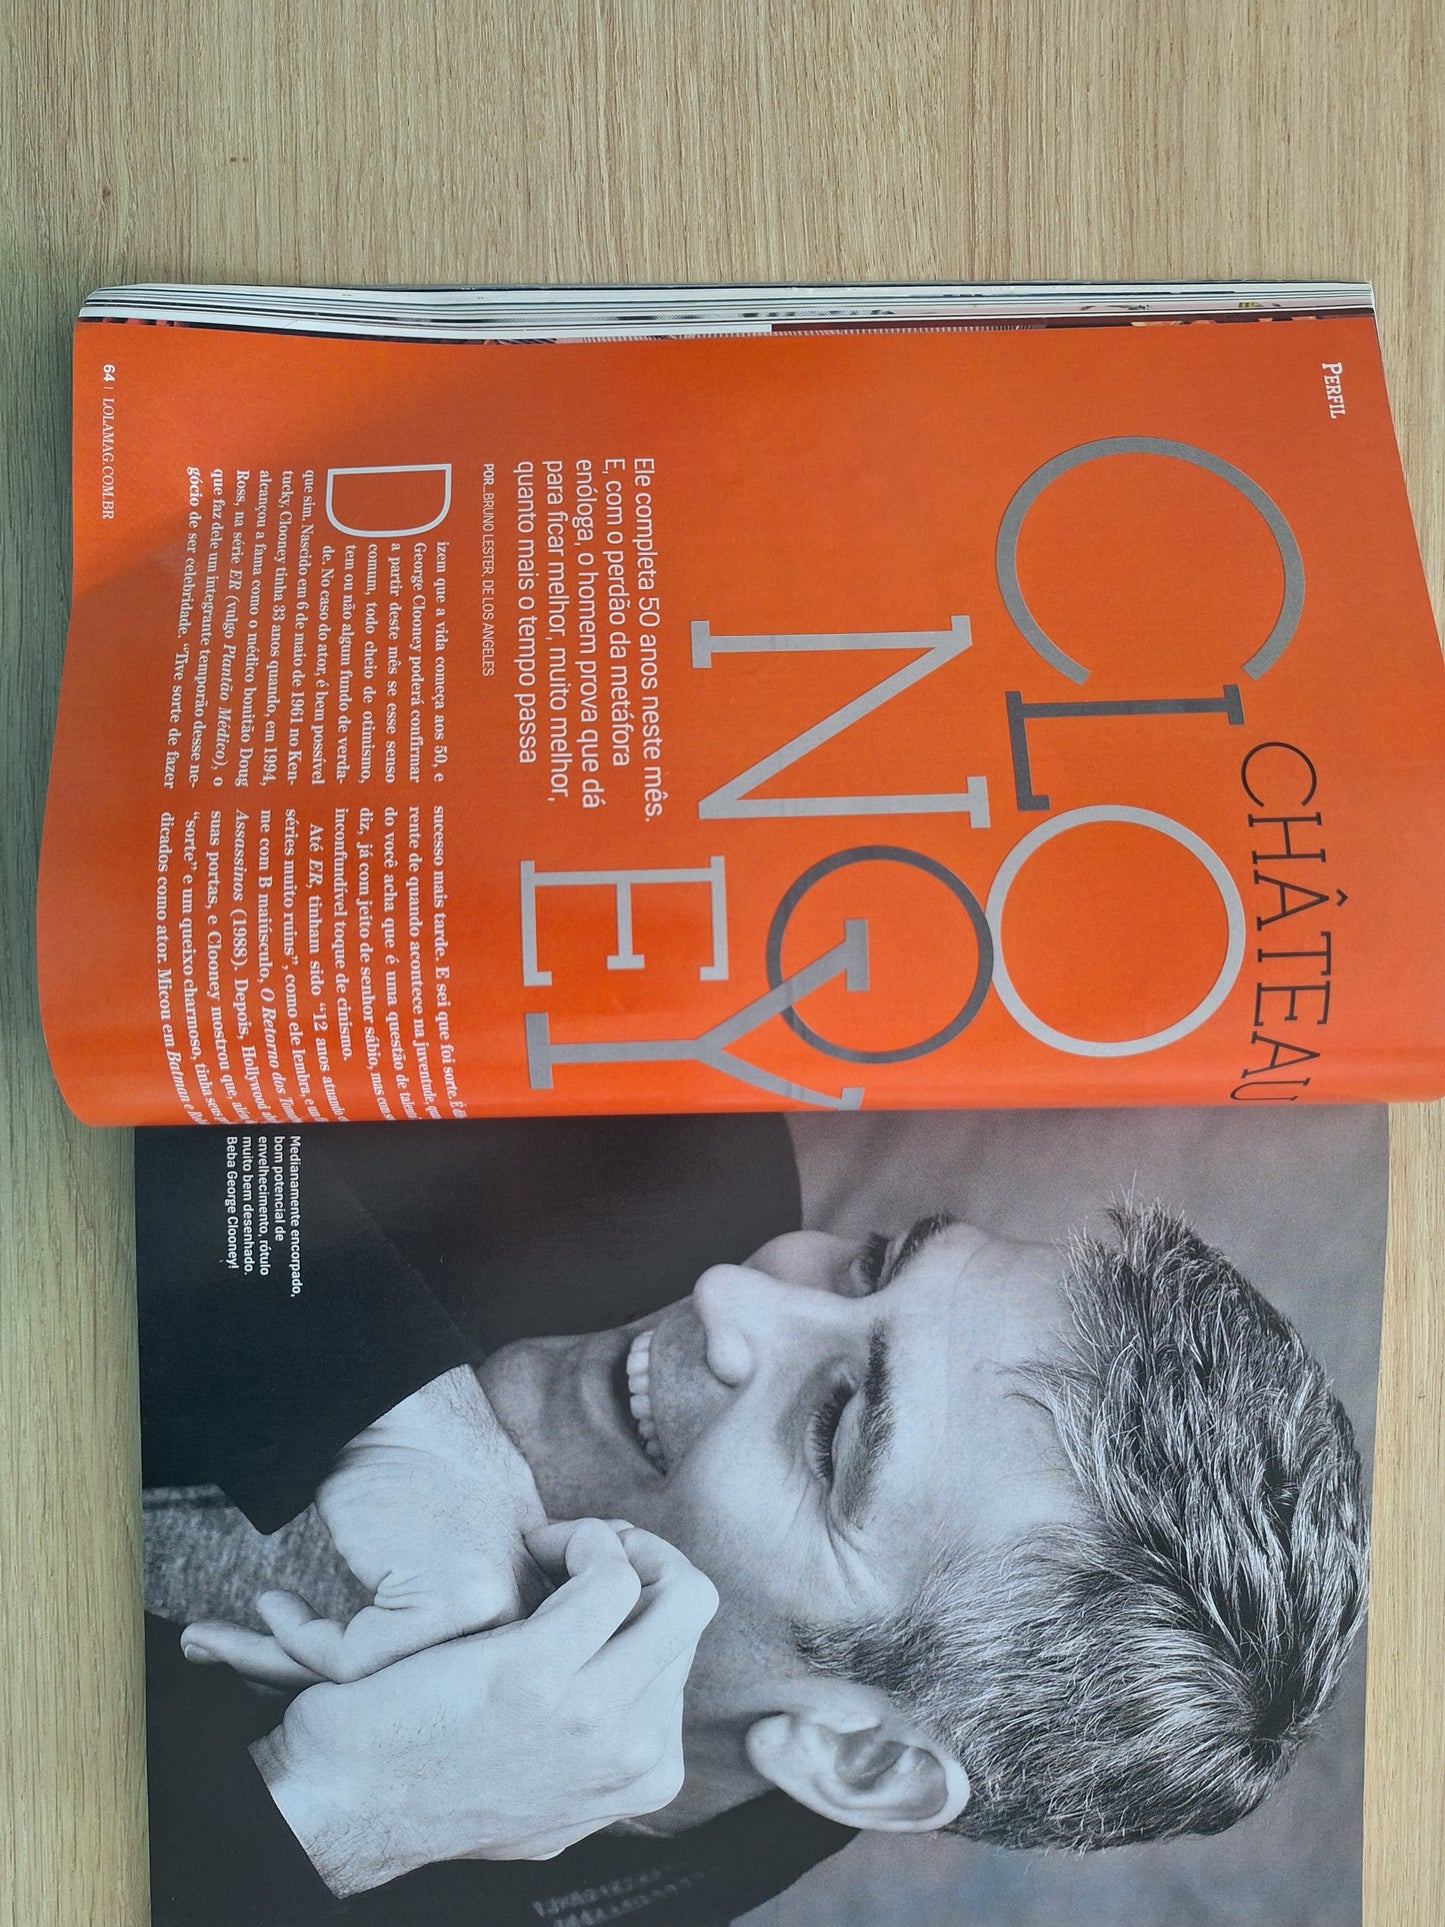 PERFIL
CHÂTEAU
CLOONEY
Ele completa 50 anos neste mês.
E, com o perdão da metáfora
enóloga, o homem prova que dá
para ficar melhor, muito melhor,
quanto mais o tempo passa
POR_BRUNO LESTER, DE LOS ANGELES
Dizem que a vida começa aos 50, e
George Clooney poderá confirmar
a partir deste mês se esse senso
comum, todo cheio de otimismo,
tem ou não algum fundo de verda-
de. No caso do ator, é bem possível
que sim. Nascido em 6 de maio de 1961 no Ken-
tucky, Clooney tinha 33 anos quando, em 1994,
alcançou a fama como o médico bonitão Doug
Ross, na série ER (vulgo Plantão Médico), o
que faz dele um integrante temporão desse ne-
gócio de ser celebridade. “Tive sorte de fazer
sucesso mais tarde. E sei que foi sorte. É
rente de quando acontece na juventude,
do você acha que é uma questão de
diz, já com jeito de senhor sábio, mas com
inconfundível toque de cinismo.
Até ER, tinham sido “12 anos atuando
séries muito ruins”, como ele lembra, e
me com B maiúsculo, O Retorno dos
Assassinos (1988). Depois, Hollywood
suas portas, e Clooney mostrou que, além
“sorte” e um queixo charmoso, tinha seus
dicados como ator. Micou em Batman e
64 | LOLAMAG.COM.BR
Medianamente encorpado,
bom potencial de
envelhecimento, rótulo
muito bem desenhado.
Beba George Clooney!